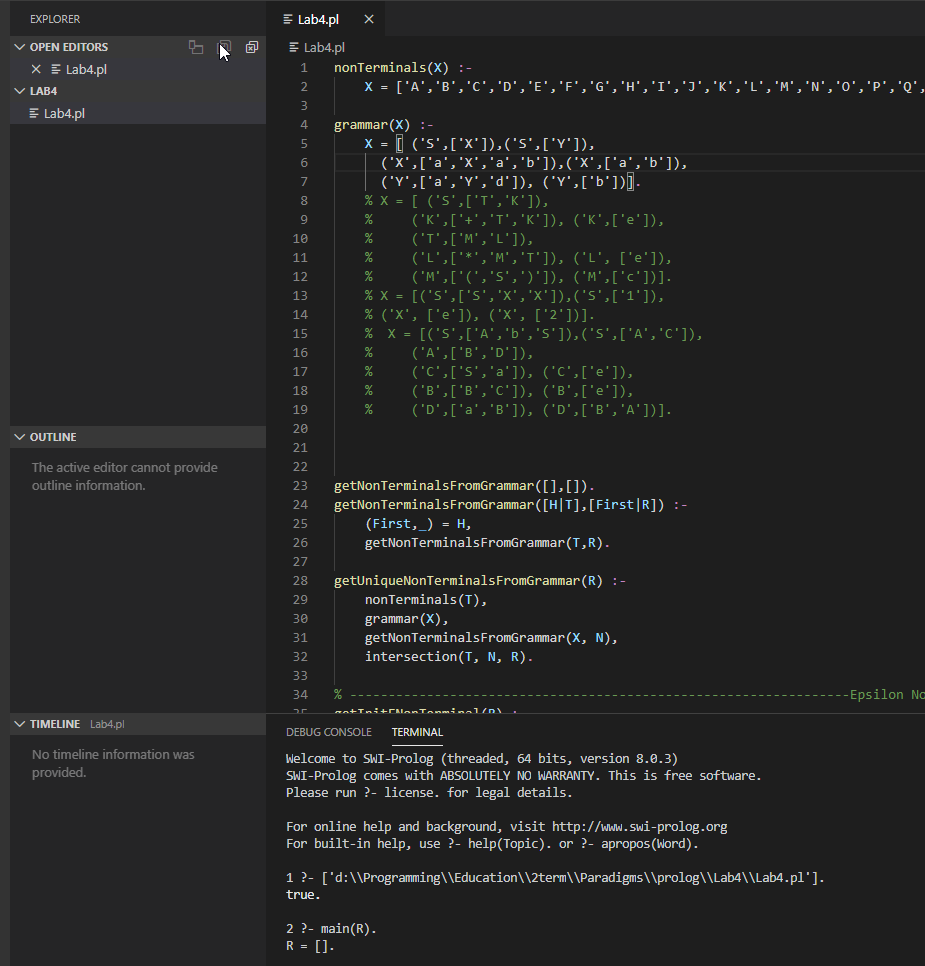 EXPLORER
OPEN EDITORS
Lab4.pl
LAB4
Lab4.pl
OUTLINE
The active editor cannot provide
outline information.
TIMELINE Lab4.pl
No timeline information was
provided.
Lab4.pl
Lab4.pl
1 nonTerminals(X) :-
2     X = ['A','B','C','D','E','F','G','H','I','J','K','L','M','N','O','P','Q',
3
4 grammar(X) :-
5     X = [ ('S',['X']),('S',['Y']),
6       ('X',['a','X','a','b']),('X',['a','b']),
7       ('Y',['a','Y','d']), ('Y',['b'])].
8     % X = [ ('S',['T','K']),
9     %     ('K',['+','T','K']), ('K',['e']),
10     %     ('T',['M','L']),
11     %     ('L',['*','M','T']), ('L', ['e']),
12     %     ('M',['(','S',')']), ('M',['c'])].
13     % X = [('S',['S','X','X']),('S',['1']),
14     % ('X', ['e']), ('X', ['2'])].
15     %  X = [('S',['A','b','S']),('S',['A','C']),
16     %     ('A',['B','D']),
17     %     ('C',['S','a']), ('C',['e']),
18     %     ('B',['B','C']), ('B',['e']),
19     %     ('D',['a','B']), ('D',['B','A'])].
20
21
22
23 getNonTerminalsFromGrammar([],[]).
24 getNonTerminalsFromGrammar([H|T],[First|R]) :-
25     (First,_) = H,
26     getNonTerminalsFromGrammar(T,R).
27
28 getUniqueNonTerminalsFromGrammar(R) :-
29     nonTerminals(T),
30     grammar(X),
31     getNonTerminalsFromGrammar(X, N),
32     intersection(T, N, R).
33
34 % ----------------------------------------------------------------Epsilon No
35 getInitENonTerminal(R) :
DEBUG CONSOLE TERMINAL
Welcome to SWI-Prolog (threaded, 64 bits, version 8.0.3)
SWI-Prolog comes with ABSOLUTELY NO WARRANTY. This is free software.
Please run ?- license. for legal details.
For online help and background, visit http://www.swi-prolog.org
For built-in help, use ?- help(Topic). or ?- apropos(Word).
1 ?- ['d:\\Programming\\Education\\2term\\Paradigms\\prolog\\Lab4\\Lab4.pl'].
true.
2 ?- main(R).
R = [].